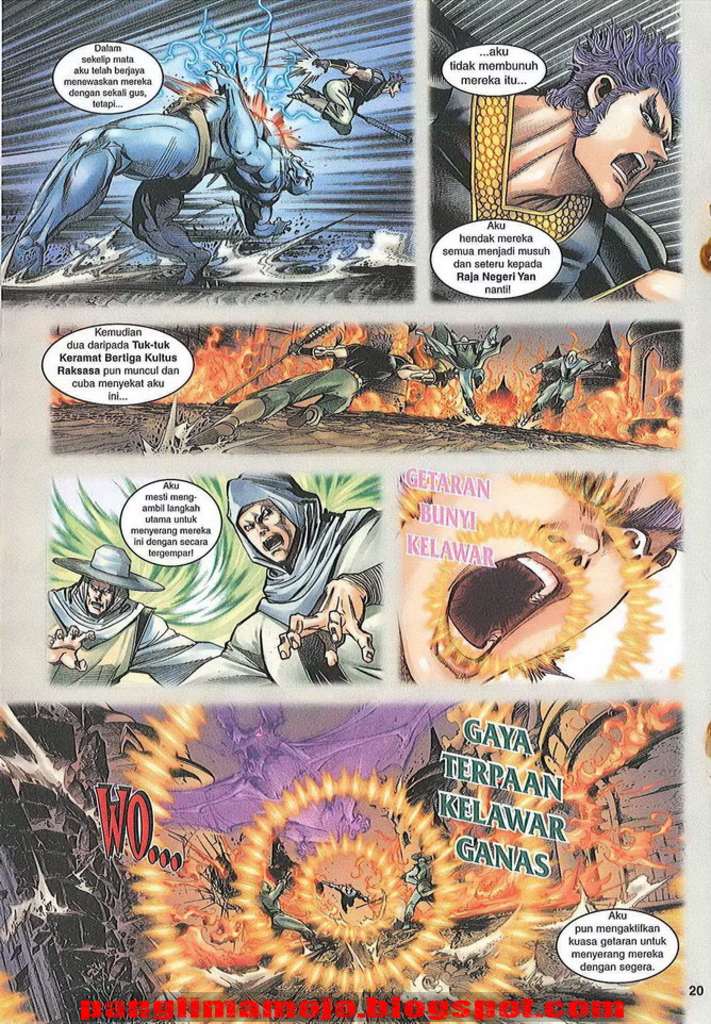 Dalam
sekelip mata
aku telah berjaya
menewaskan mereka
dengan sekali gus,
tetapi...
...aku
tidak membunuh
mereka itu...
Aku
hendak mereka
semua menjadi musuh
dan seteru kepada
Raja Negeri Yan
nanti!
Kemudian
dua daripada Tuk-tuk
Keramat Bertiga Kultus
Raksasa pun muncul dan
cuba menyekat aku
ini...
Aku
mesti meng-
ambil langkah
utama untuk
menyerang mereka
ini dengan secara
tergempar!
GETARAN
BUNYI
KELAWAR
GAYA
TERPAAN
KELAWAR
GANAS
WO...
Aku
pun mengaktifkan
kuasa getaran untuk
menyerang mereka
dengan segera.
20
panglimamejo.blogspot.com